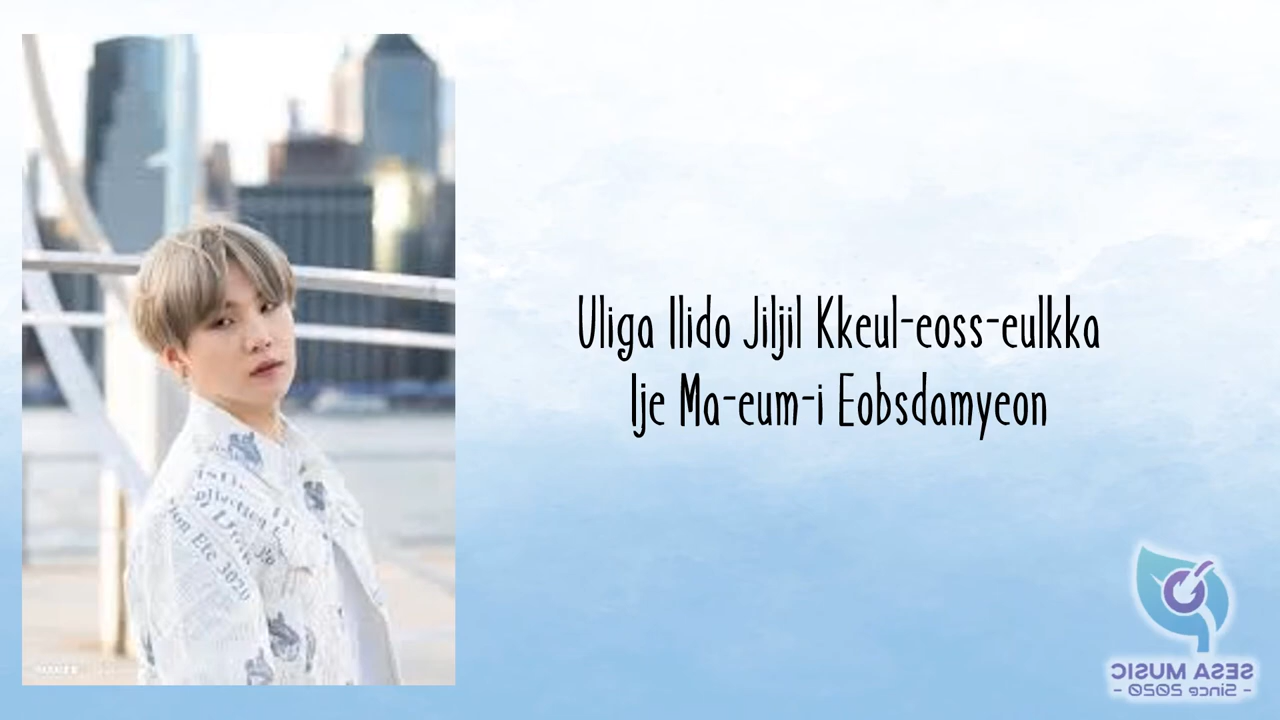 Uliga Ilido Jiljil Kkeul-eoss-eulkka
Ije Ma-eum-i Eobsdamyeon
SESA MUSIC
- Since 2020 -